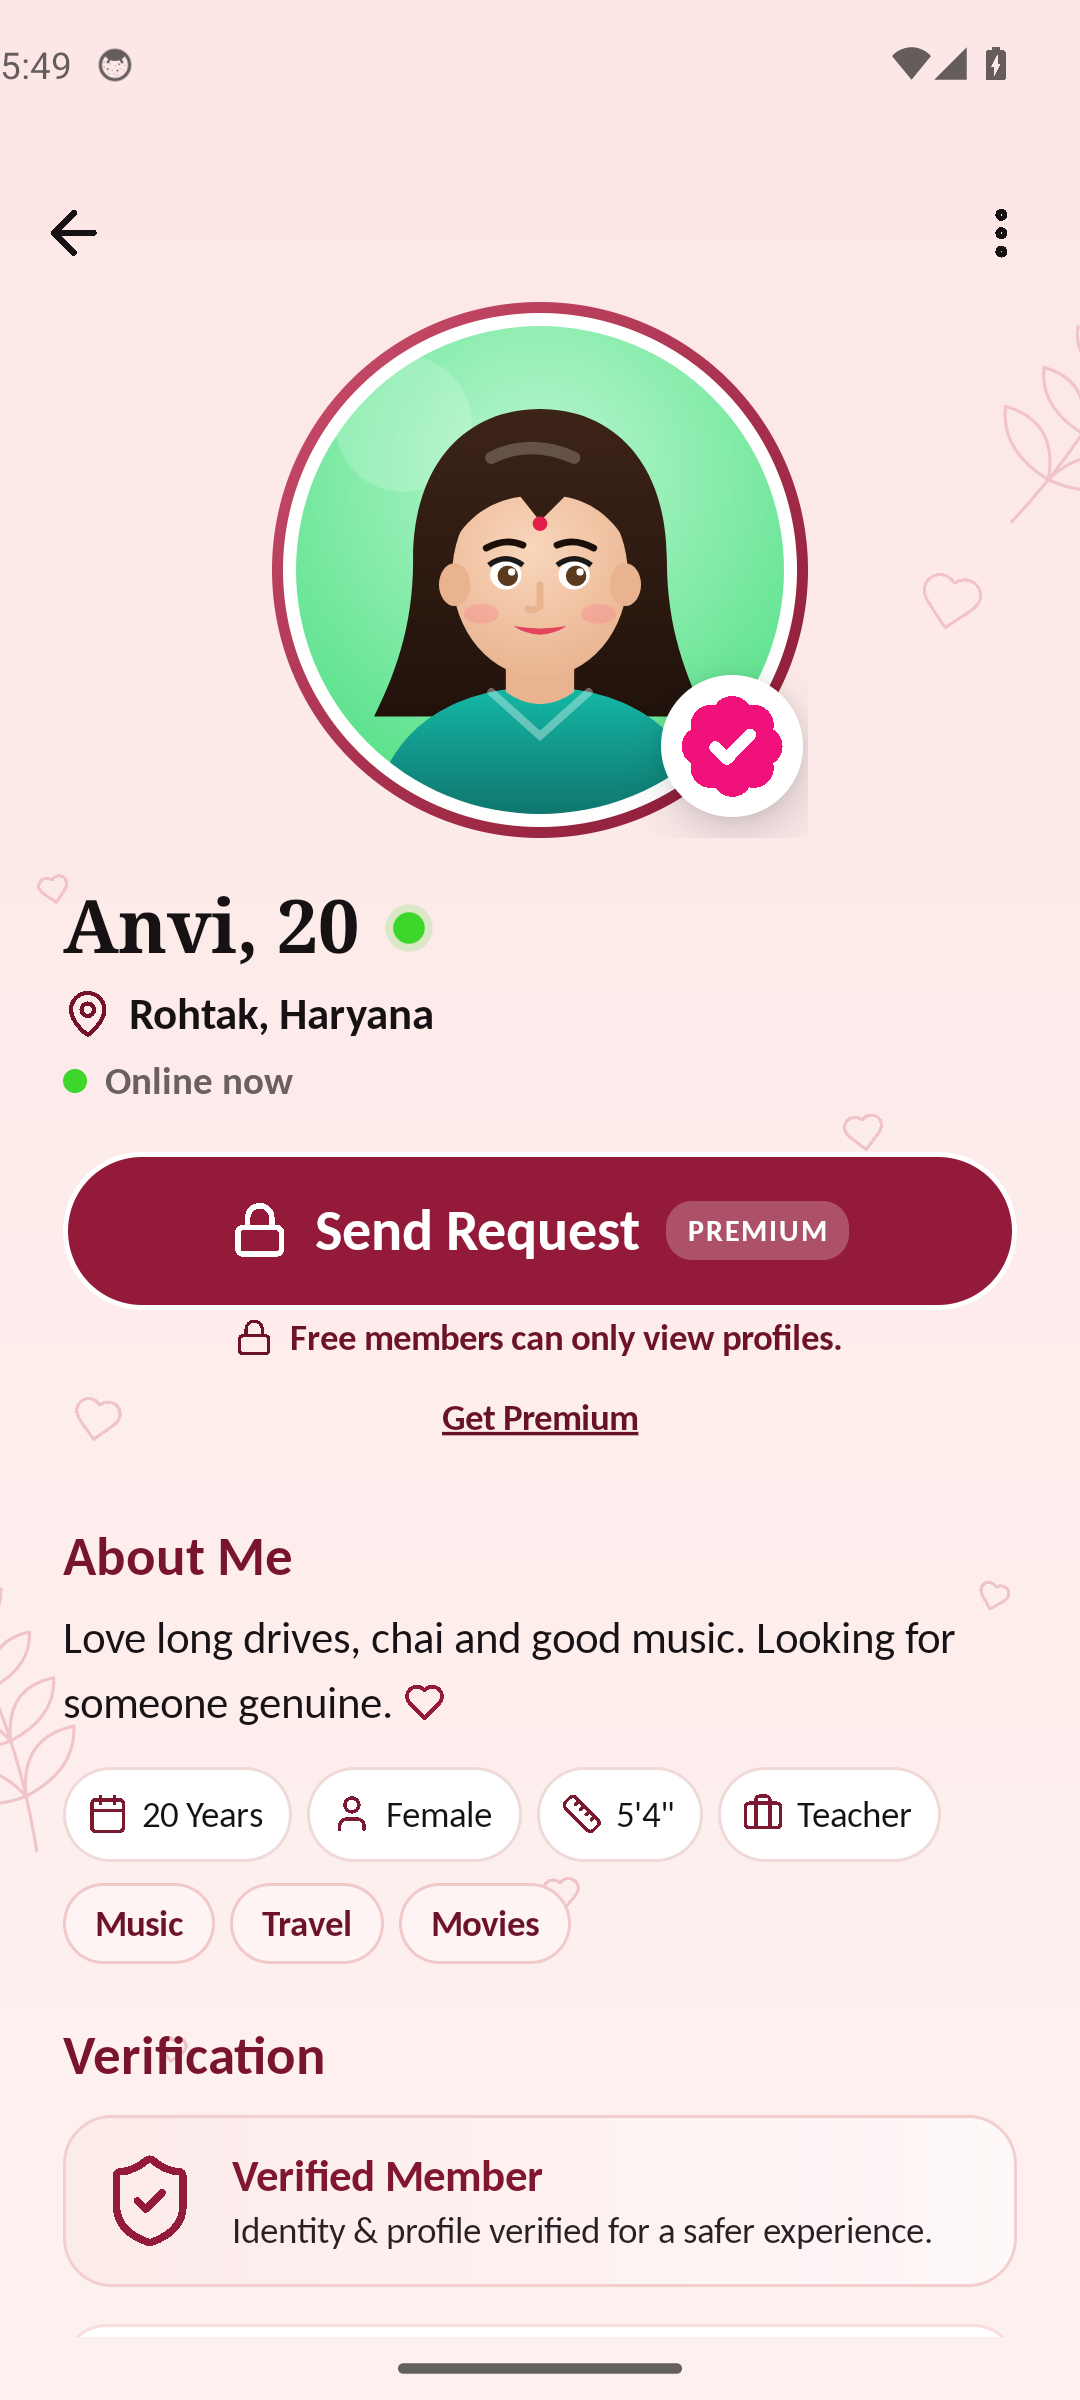 5:49
Anvi, 20
Rohtak, Haryana
Online now
Send Request PREMIUM
Free members can only view profiles.
Get Premium
About Me
Love long drives, chai and good music. Looking for
someone genuine.
20 Years Female 5'4" Teacher
Music Travel Movies
Verification
Verified Member
Identity & profile verified for a safer experience.